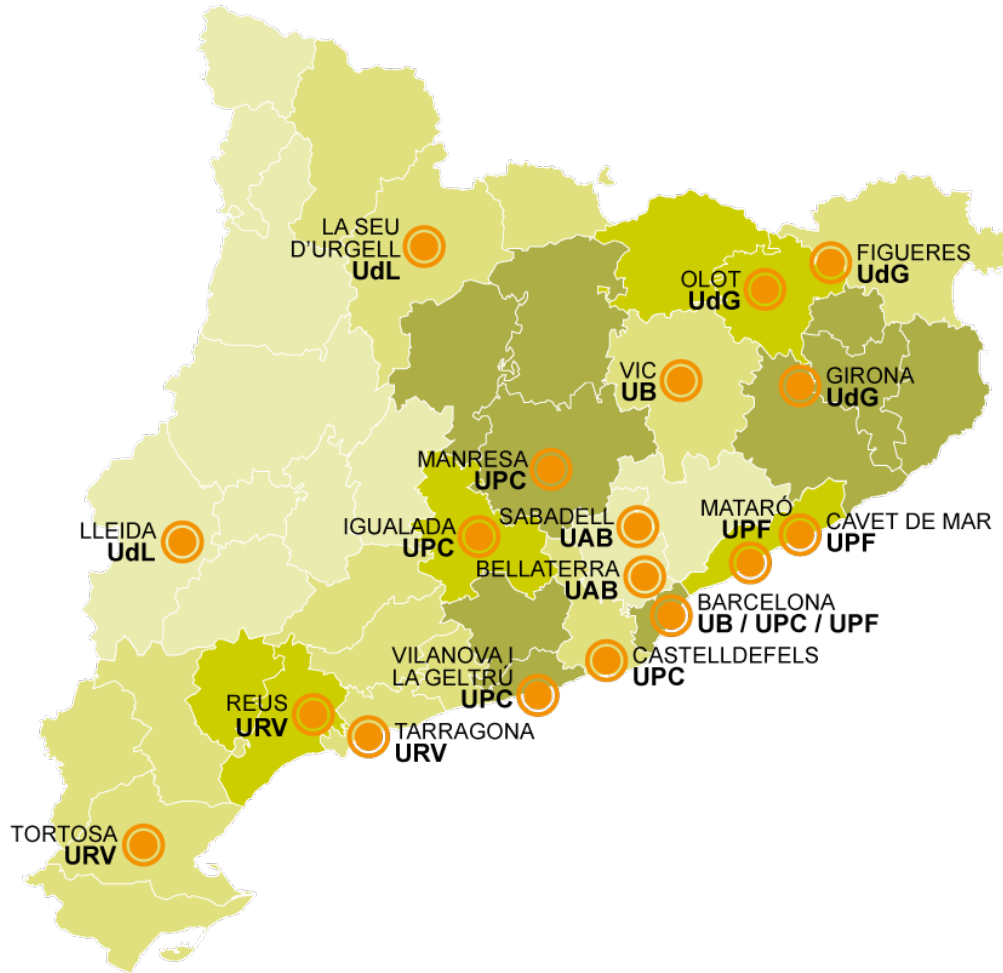 LA SEU
D'URGELL
UdL
FIGUERES
UdG
OLOT
UdG
VIC
UB
GIRONA
UdG
MANRESA
UPC
SABADELL
UAB
MATARÓ
UPF
CAVET DE MAR
UPF
LLEIDA
UdL
IGUALADA
UPC
BELLATERRA
UAB
BARCELONA
UB / UPC / UPF
VILANOVA I
LA GELTRÚ
UPC
CASTELLDEFELS
UPC
REUS
URV
TARRAGONA
URV
TORTOSA
URV